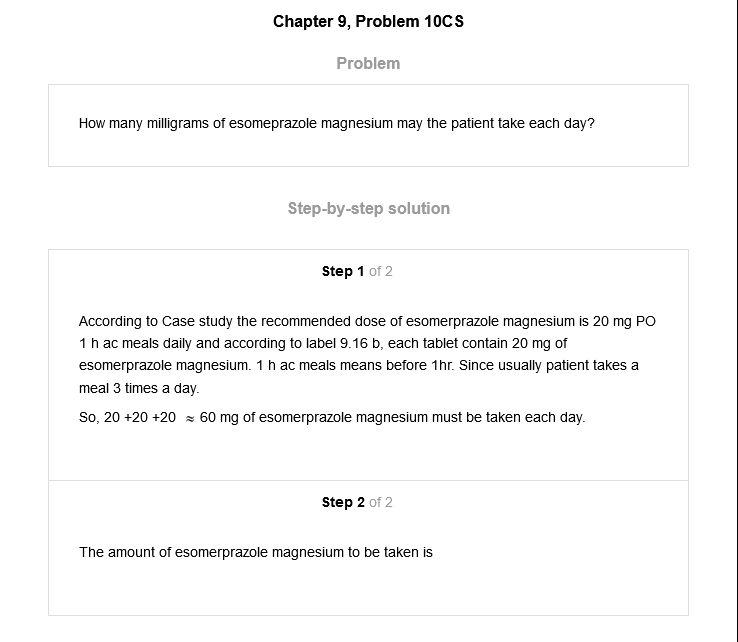 Chapter 9, Problem 10CS
Problem
How many milligrams of esomeprazole magnesium may the patient take each day?
Step-by-step solution
Step 1 of 2
According to Case study the recommended dose of esomerprazole magnesium is 20 mg PO
1 h ac meals daily and according to label 9.16 b, each tablet contain 20 mg of
esomerprazole magnesium. 1 h ac meals means before 1hr. Since usually patient takes a
meal 3 times a day.
So, 20 +20 +20 ≈ 60 mg of esomerprazole magnesium must be taken each day.
Step 2 of 2
The amount of esomerprazole magnesium to be taken is